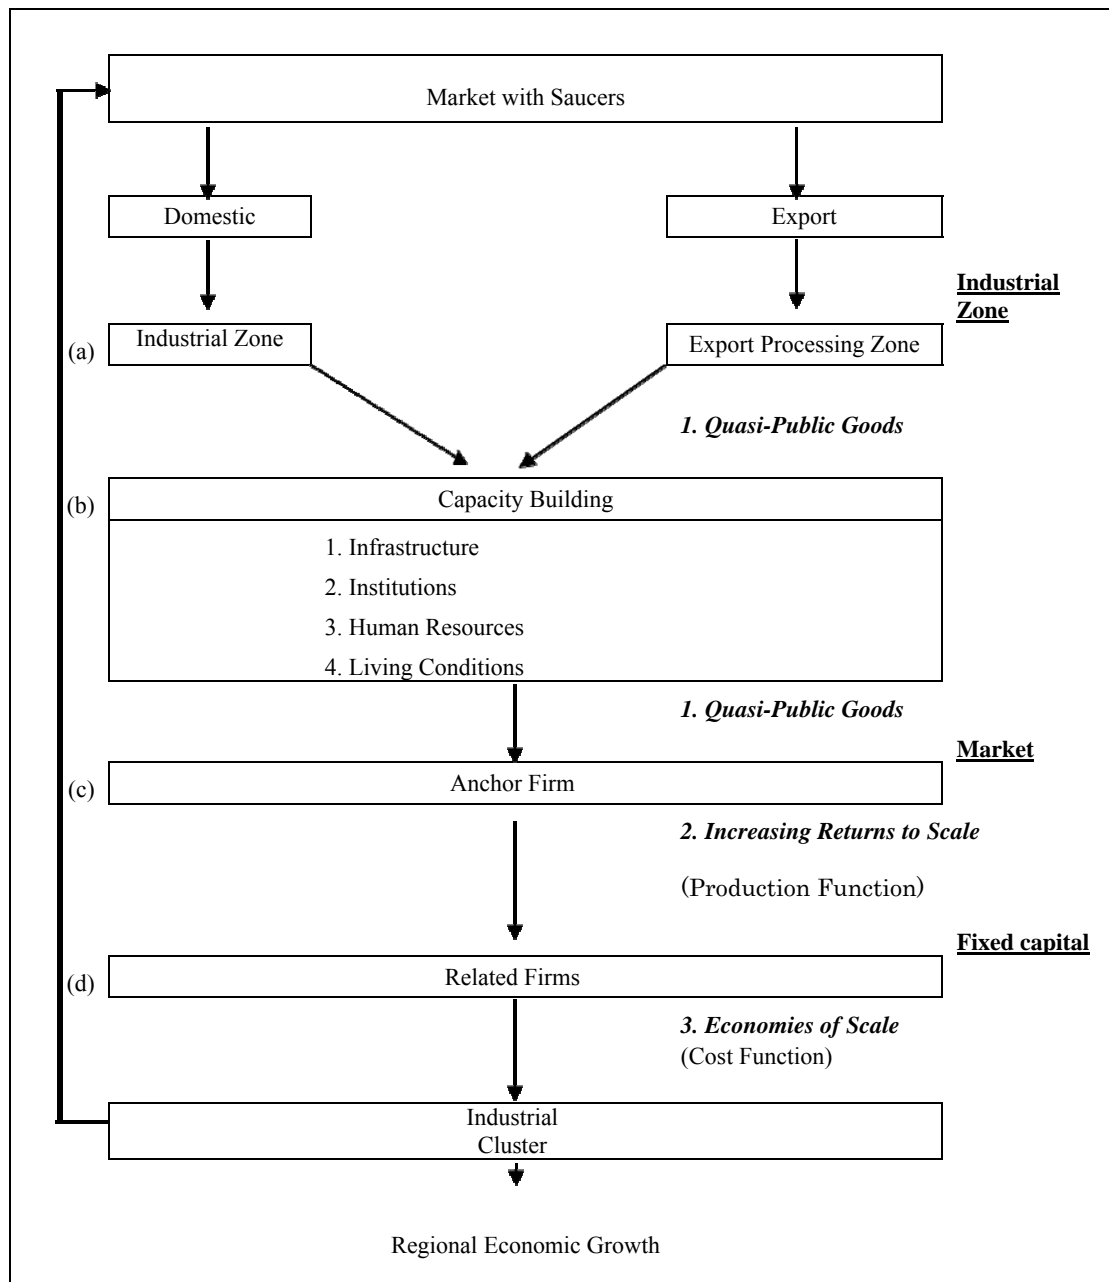 Market with Saucers
Domestic
Export
Industrial
Zone
(a)
Industrial Zone
Export Processing Zone
1. Quasi-Public Goods
(b)
Capacity Building
1. Infrastructure
2. Institutions
3. Human Resources
4. Living Conditions
1. Quasi-Public Goods
Market
(c)
Anchor Firm
2. Increasing Returns to Scale
(Production Function)
Fixed capital
(d)
Related Firms
3. Economies of Scale
(Cost Function)
Industrial
Cluster
Regional Economic Growth